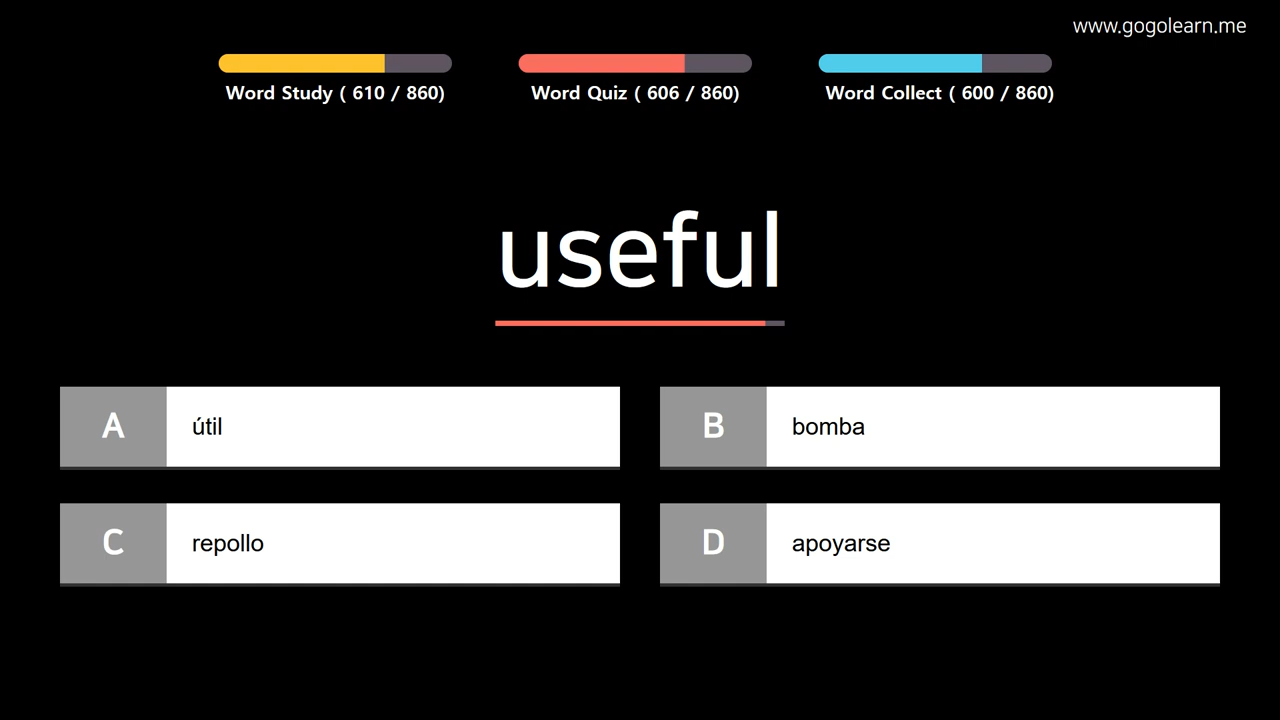 www.gogolearn.me
Word Study ( 610 / 860)
Word Quiz ( 606 / 860)
Word Collect ( 600 / 860)
useful
A útil
B bomba
C repollo
D apoyarse